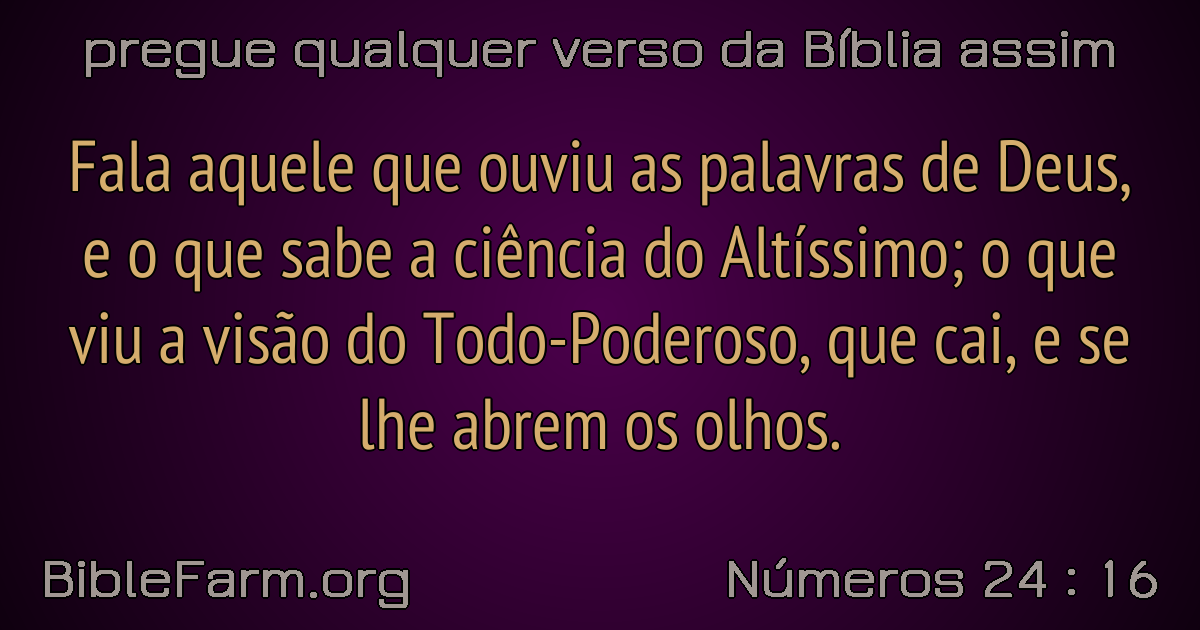 pregue qualquer verso da Bíblia assim
Fala aquele que ouviu as palavras de Deus,
e o que sabe a ciência do Altíssimo; o que
viu a visão do Todo-Poderoso, que cai, e se
lhe abrem os olhos.
BibleFarm.org
Números 24 : 16